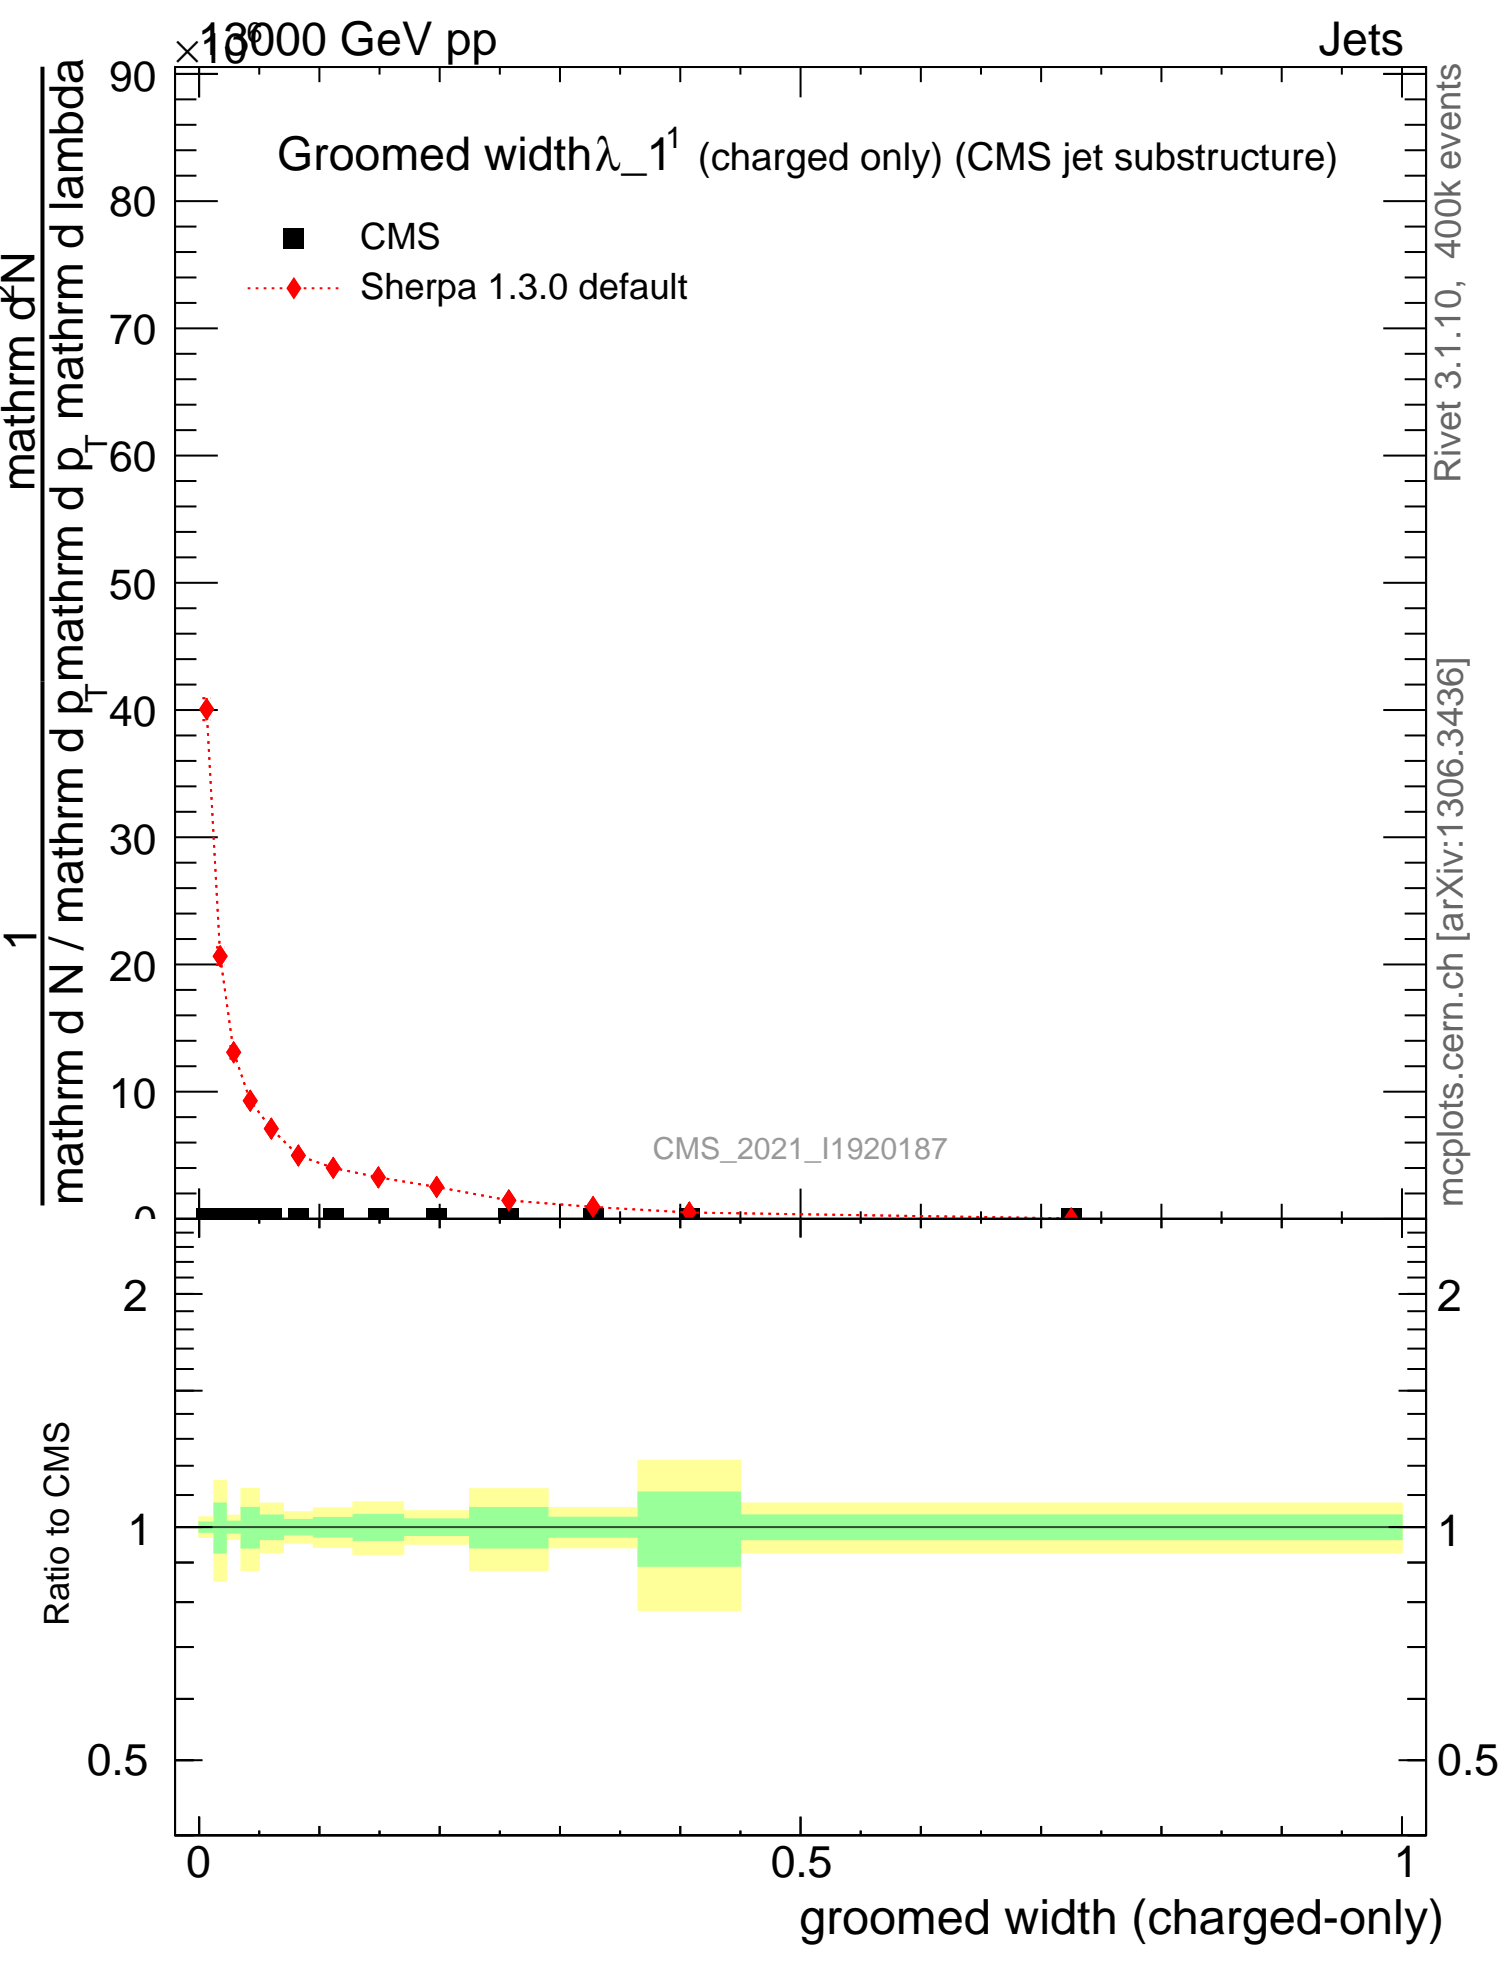 ×10⁶
13000 GeV pp
Jets
Groomed width λ_1¹ (charged only) (CMS jet substructure)
CMS
Sherpa 1.3.0 default
1
mathrm d N / mathrm d p_T mathrm d p_T mathrm d lambda
mathrm d²N
90
80
70
60
50
40
30
20
10
0
CMS_2021_I1920187
Rivet 3.1.10, 400k events
mcplots.cern.ch [arXiv:1306.3436]
Ratio to CMS
2
1
0.5
2
1
0.5
0
0.5
1
groomed width (charged-only)